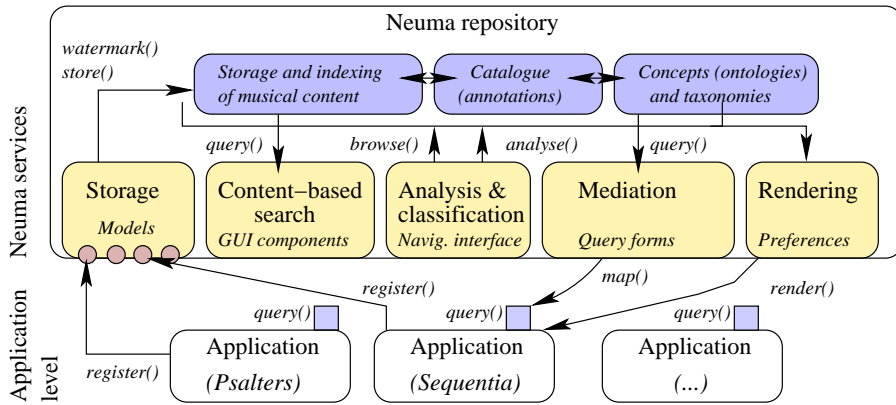 Neuma repository
watermark()
store()
Storage and indexing
of musical content
Catalogue
(annotations)
Concepts (ontologies)
and taxonomies
query()
browse()
analyse()
query()
Neuma services
Storage
Models
Content–based
search
GUI components
Analysis &
classification
Navig. interface
Mediation
Query forms
Rendering
Preferences
register()
map()
render()
Application
level
register()
query()
Application
(Psalters)
query()
Application
(Sequentia)
query()
Application
(...)